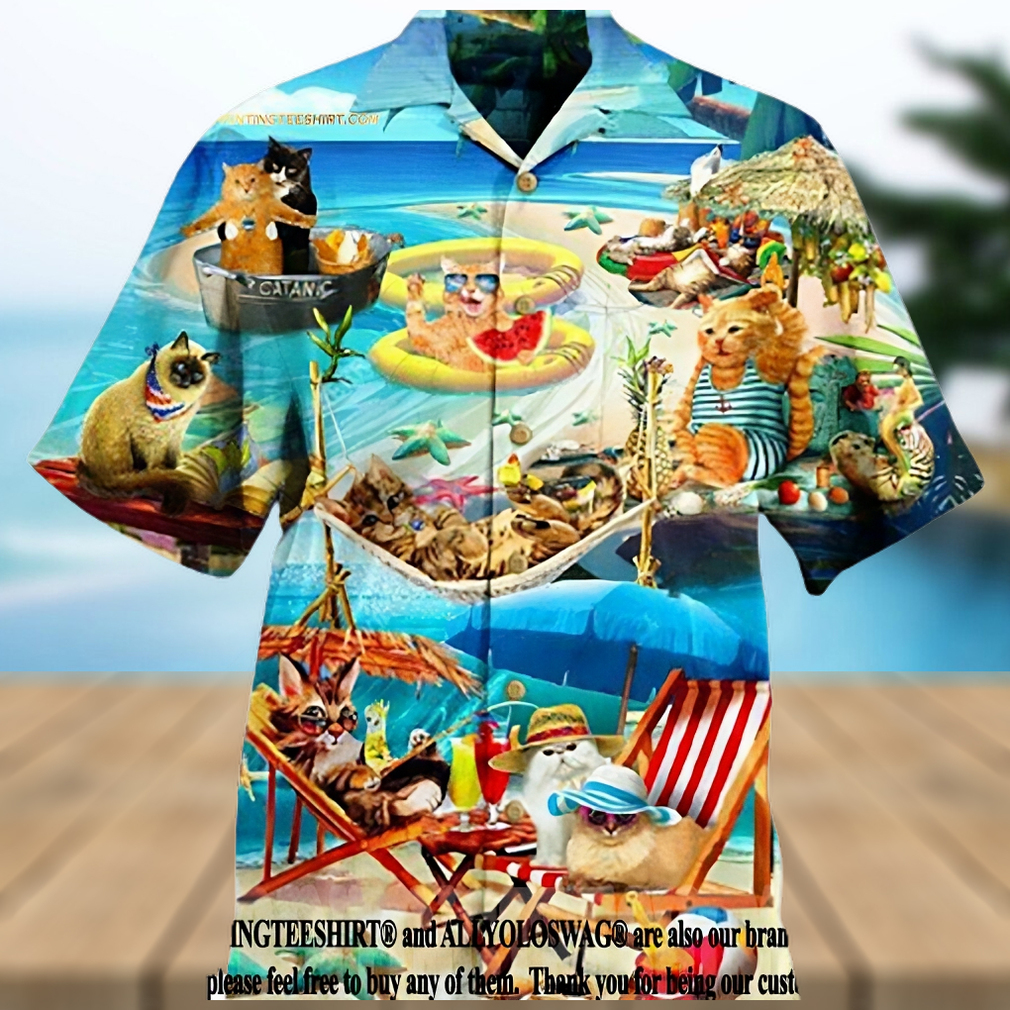 NTINGTEESHIRT.COM
CATANIC
INGTEESHIRT® and ALLYOLOSWAG® are also our bran
please feel free to buy any of them. Thank you for being our cust